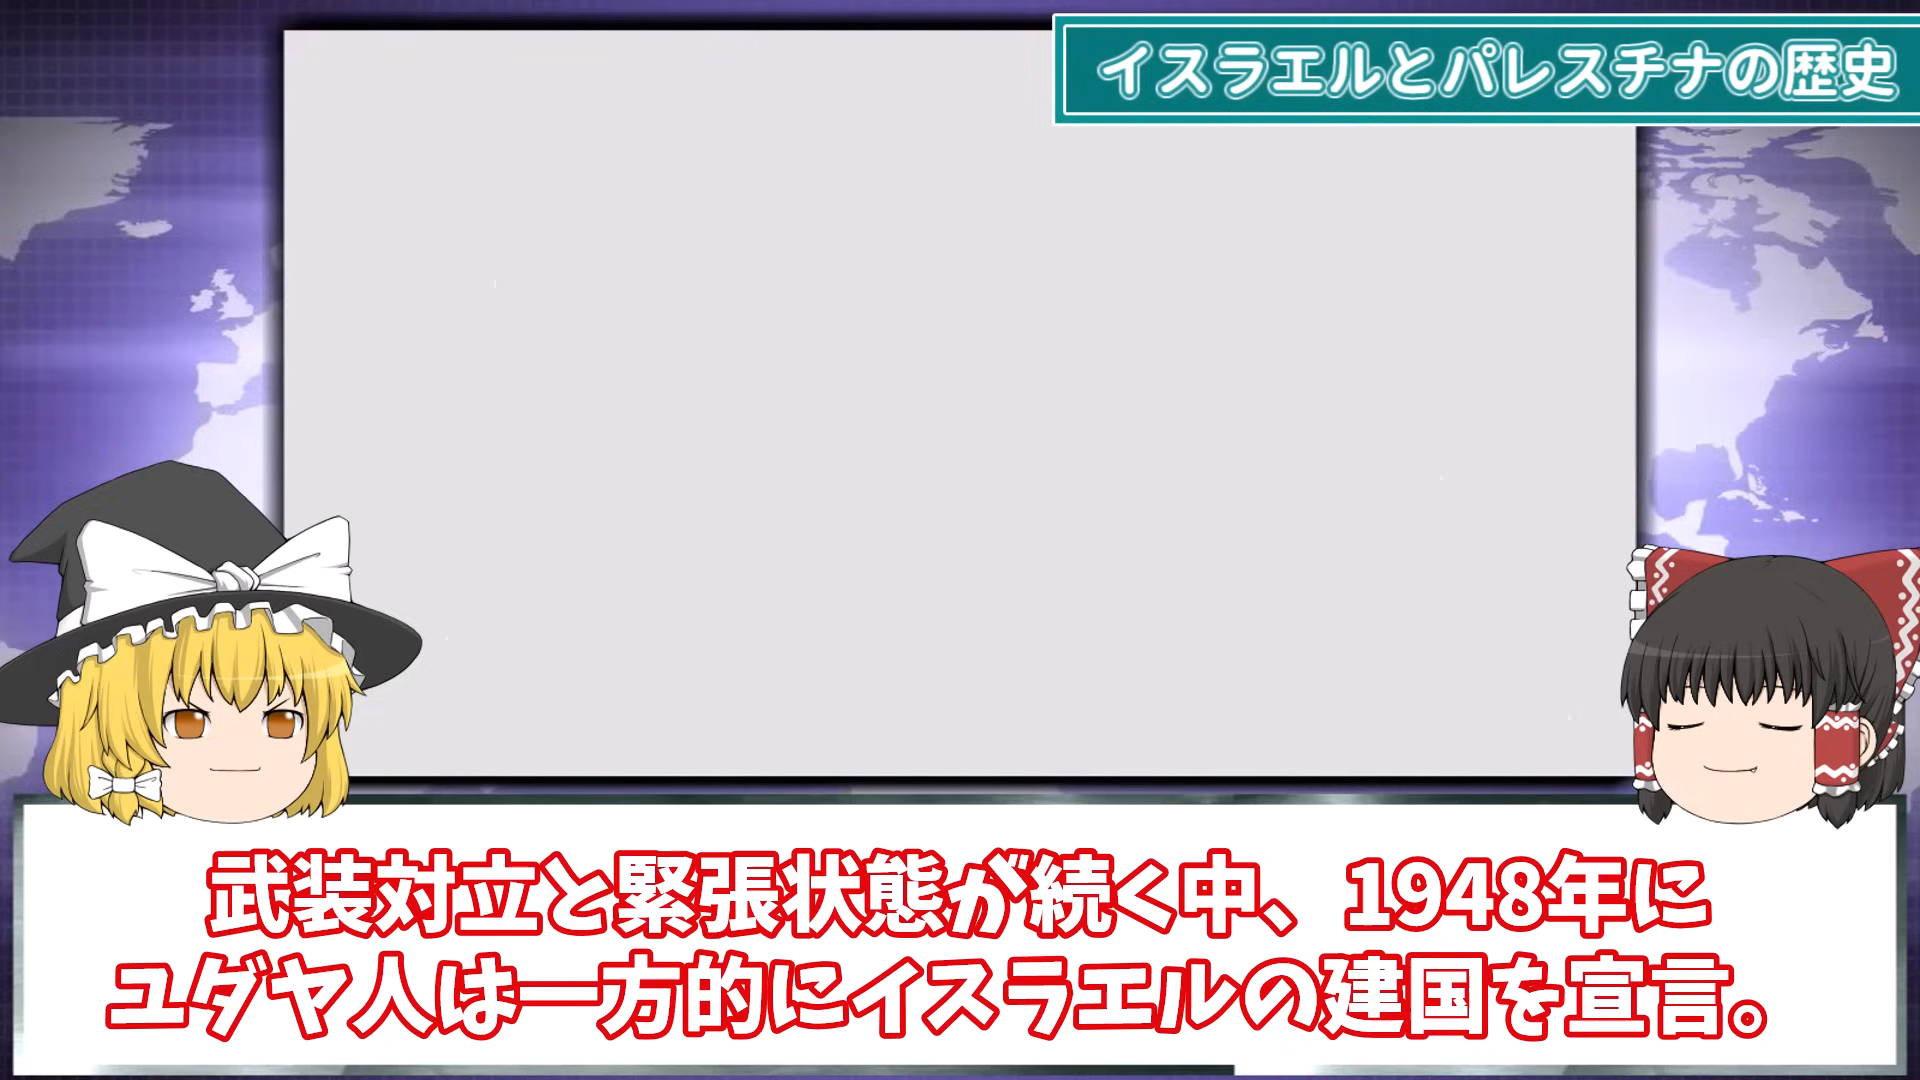 イスラエルとパレスチナの歴史
武装対立と緊張状態が続く中、1948年に
ユダヤ人は一方的にイスラエルの建国を宣言。